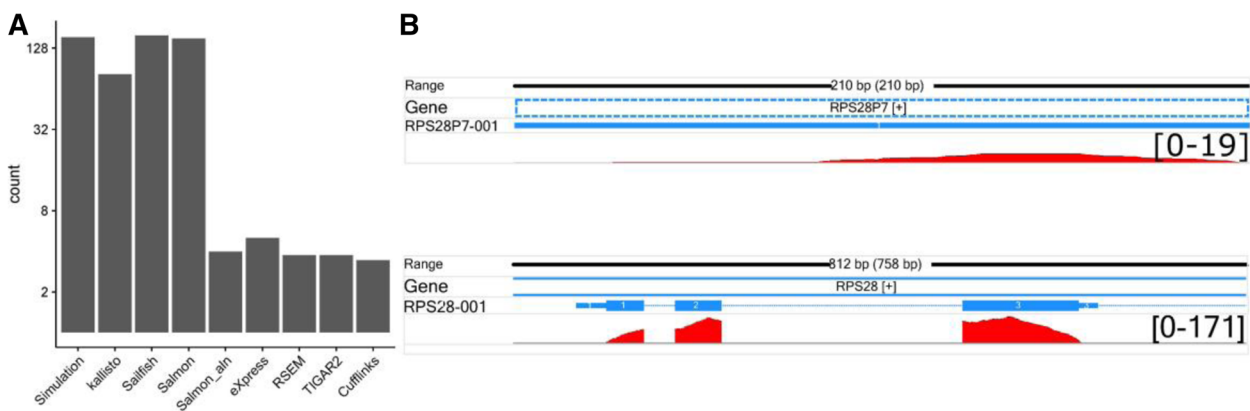 A
count
128
32
8
2
Simulation
kallisto
Sailfish
Salmon
Salmon_aln
eXpress
RSEM
TIGAR2
Cufflinks
B
Range
210 bp (210 bp)
Gene
RPS28P7 [+]
RPS28P7-001
[0-19]
Range
812 bp (758 bp)
Gene
RPS28 [+]
RPS28-001
1 2 3
[0-171]